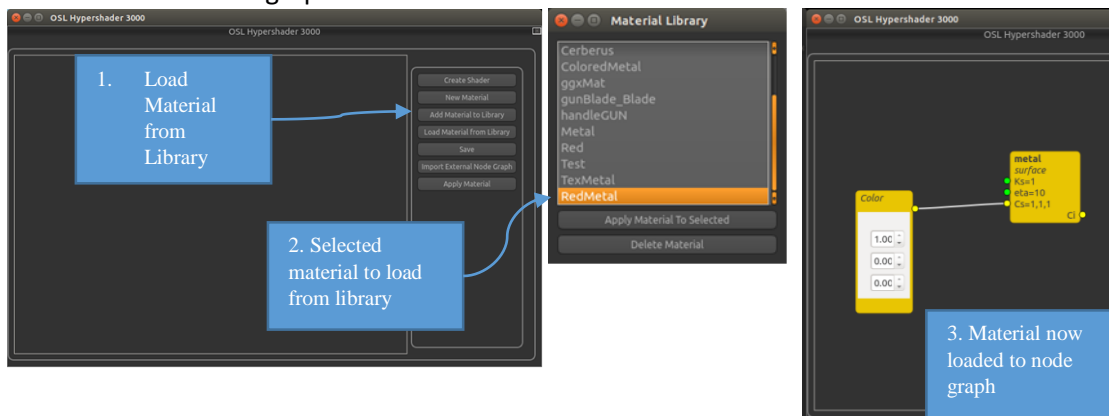 OSL Hypershader 3000
OSL Hypershader 3000
1. Load
Material
from
Library
Create Shader
New Material
Add Material to Library
Load Material from Library
Save
Import External Node Graph
Apply Material
2. Selected
material to load
from library
Material Library
Cerberus
ColoredMetal
ggxMat
gunBlade_Blade
handleGUN
Metal
Red
Test
TexMetal
RedMetal
Apply Material To Selected
Delete Material
OSL Hypershader 3000
OSL Hypershader 3000
metal
surface
Ks=1
eta=10
Cs=1,1,1
Ci
Color
1.00
0.00
0.00
3. Material now
loaded to node
graph